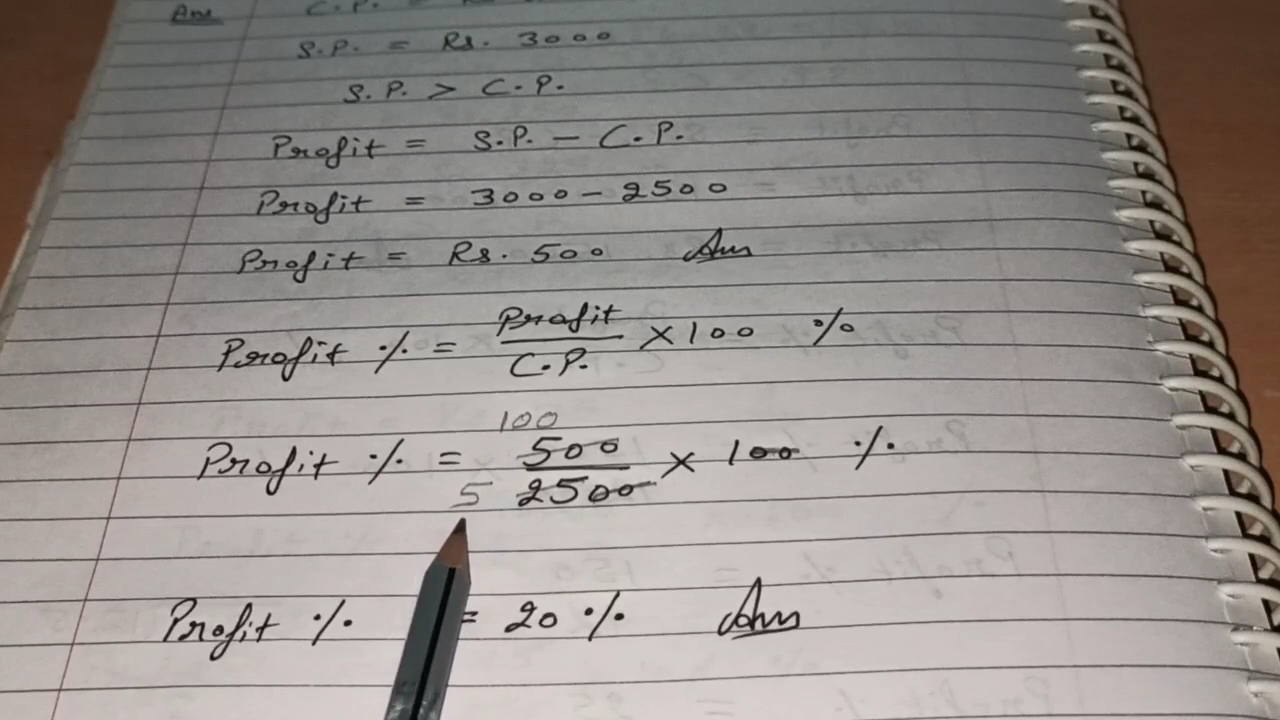 Ans C.P. =
S.P. = Rs. 3000
S.P. > C.P.
Profit = S.P. - C.P.
Profit = 3000 - 2500
Profit = Rs. 500 Ans
Profit % = Profit / C.P. × 100 %
100
Profit % = 500 / 2500 × 100 %
5
Profit % = 20 % Ans